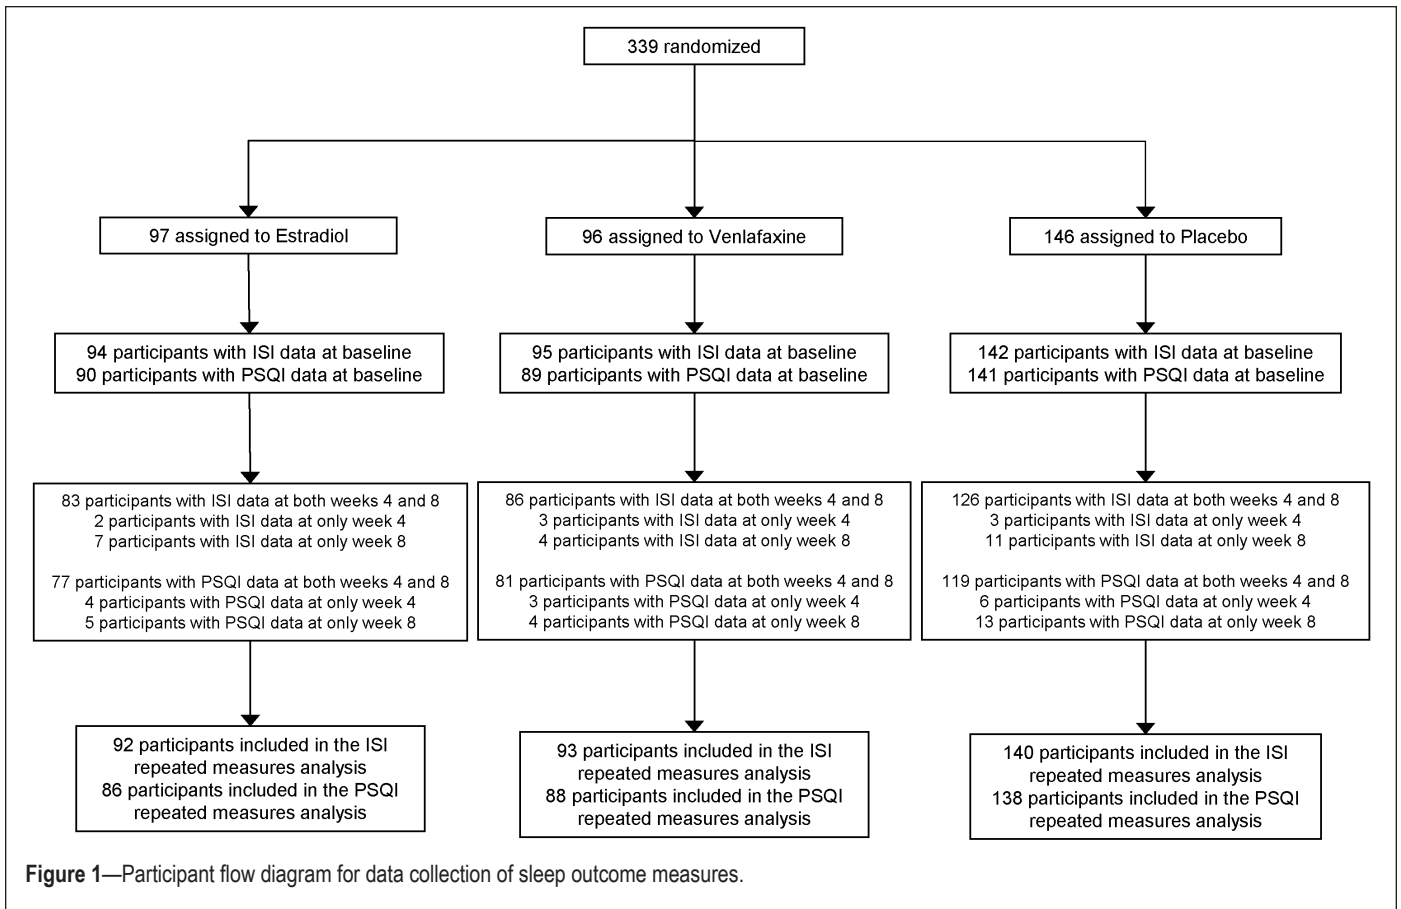 339 randomized
97 assigned to Estradiol
96 assigned to Venlafaxine
146 assigned to Placebo
94 participants with ISI data at baseline
90 participants with PSQI data at baseline
95 participants with ISI data at baseline
89 participants with PSQI data at baseline
142 participants with ISI data at baseline
141 participants with PSQI data at baseline
83 participants with ISI data at both weeks 4 and 8
2 participants with ISI data at only week 4
7 participants with ISI data at only week 8
77 participants with PSQI data at both weeks 4 and 8
4 participants with PSQI data at only week 4
5 participants with PSQI data at only week 8
86 participants with ISI data at both weeks 4 and 8
3 participants with ISI data at only week 4
4 participants with ISI data at only week 8
81 participants with PSQI data at both weeks 4 and 8
3 participants with PSQI data at only week 4
4 participants with PSQI data at only week 8
126 participants with ISI data at both weeks 4 and 8
3 participants with ISI data at only week 4
11 participants with ISI data at only week 8
119 participants with PSQI data at both weeks 4 and 8
6 participants with PSQI data at only week 4
13 participants with PSQI data at only week 8
92 participants included in the ISI
repeated measures analysis
86 participants included in the PSQI
repeated measures analysis
93 participants included in the ISI
repeated measures analysis
88 participants included in the PSQI
repeated measures analysis
140 participants included in the ISI
repeated measures analysis
138 participants included in the PSQI
repeated measures analysis
Figure 1—Participant flow diagram for data collection of sleep outcome measures.